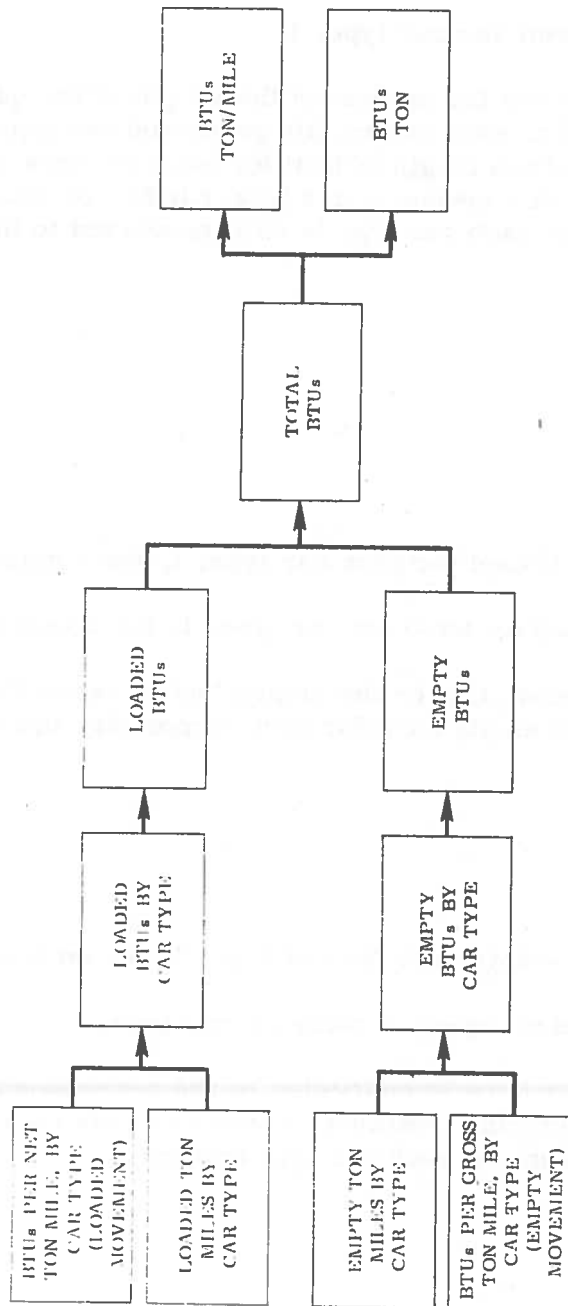 BTUs PER NET
TON MILE, BY
CAR TYPE
(LOADED
MOVEMENT)
LOADED TON
MILES BY
CAR TYPE
EMPTY TON
MILES BY
CAR TYPE
BTUs PER GROSS
TON MILE, BY
CAR TYPE
(EMPTY
MOVEMENT)
LOADED
BTUs BY
CAR TYPE
EMPTY
BTUs BY
CAR TYPE
LOADED
BTUs
EMPTY
BTUs
TOTAL
BTUs
BTUs
TON/MILE
BTUs
TON